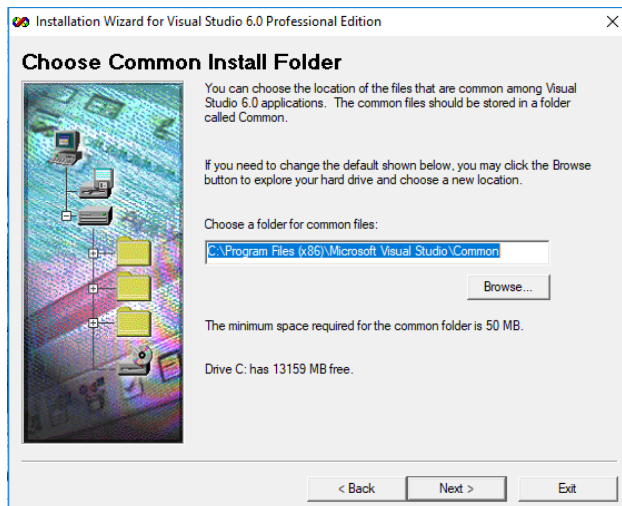 Installation Wizard for Visual Studio 6.0 Professional Edition
Choose Common Install Folder
You can choose the location of the files that are common among Visual
Studio 6.0 applications. The common files should be stored in a folder
called Common.
If you need to change the default shown below, you may click the Browse
button to explore your hard drive and choose a new location.
Choose a folder for common files:
C:\Program Files (x86)\Microsoft Visual Studio\Common
Browse...
The minimum space required for the common folder is 50 MB.
Drive C: has 13159 MB free.
< Back
Next >
Exit